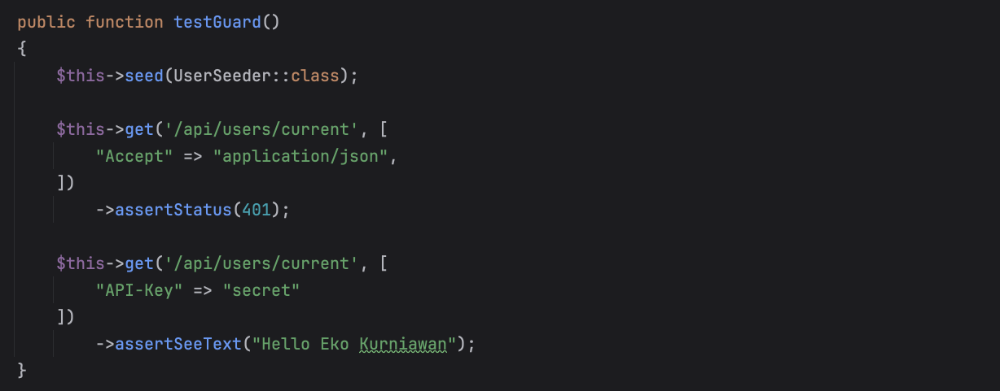 public function testGuard()
{
    $this->seed(UserSeeder::class);

    $this->get('/api/users/current', [
        "Accept" => "application/json",
    ])
        ->assertStatus(401);

    $this->get('/api/users/current', [
        "API-Key" => "secret"
    ])
        ->assertSeeText("Hello Eko Kurniawan");
}